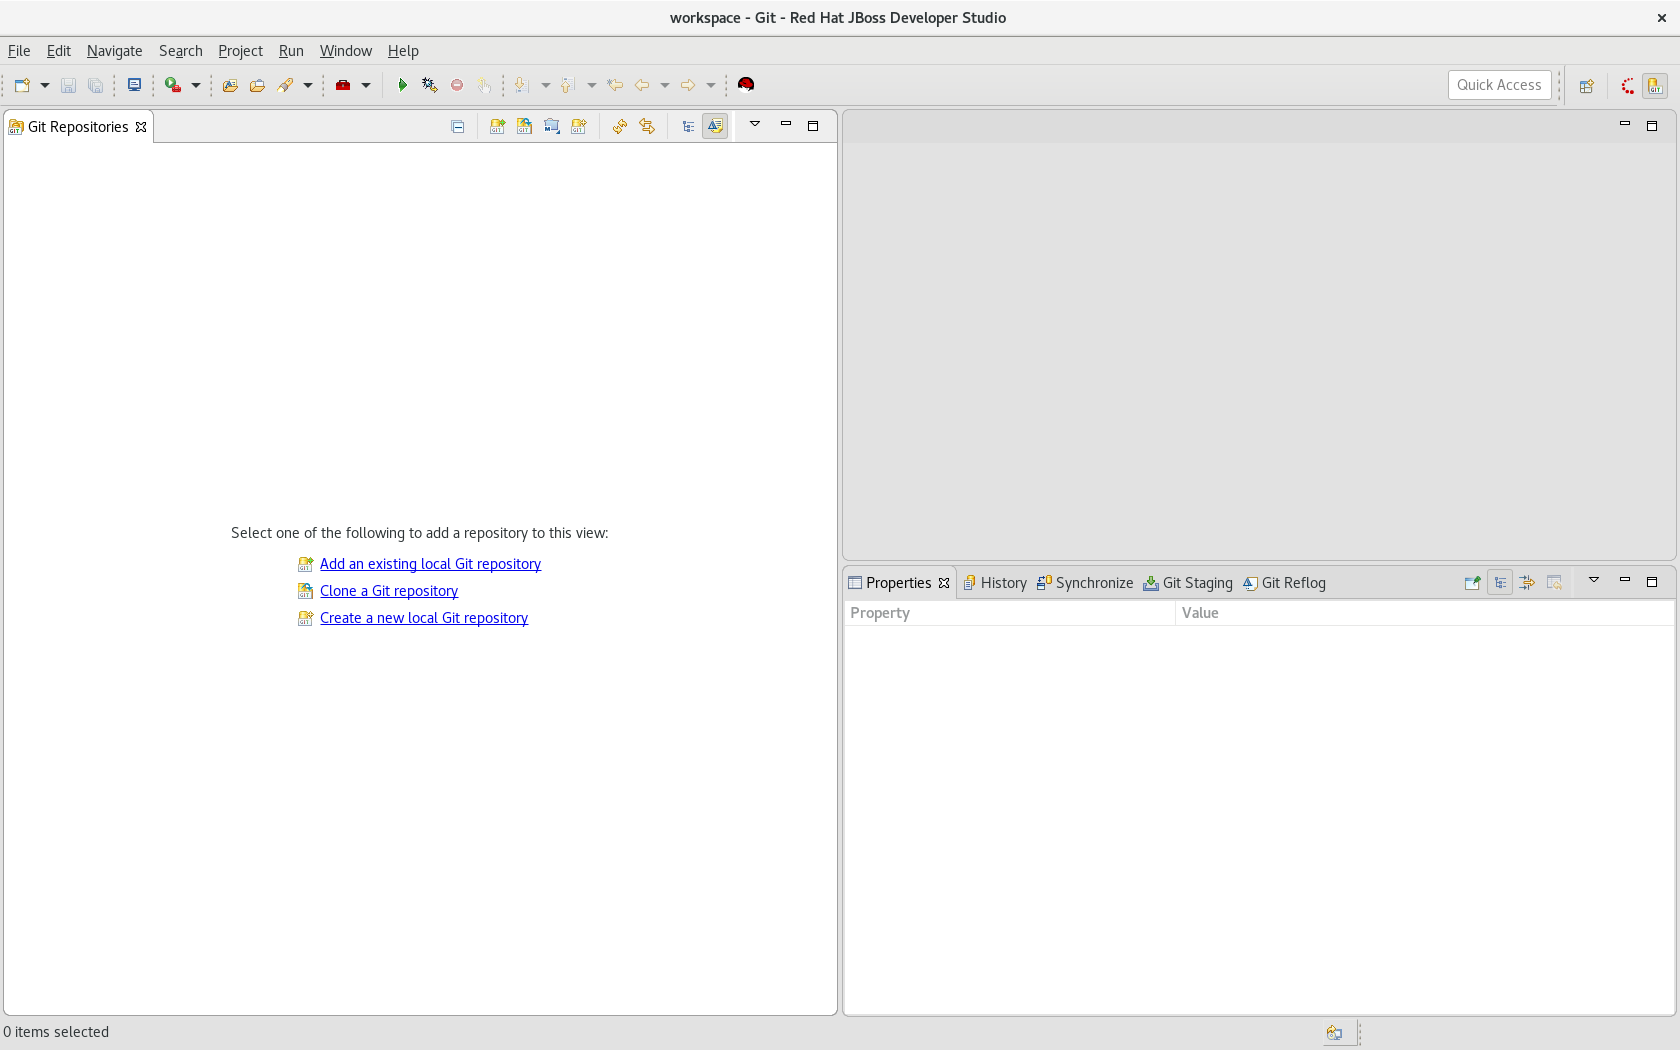 workspace - Git - Red Hat JBoss Developer Studio
File Edit Navigate Search Project Run Window Help
Quick Access
Git Repositories
Select one of the following to add a repository to this view:
Add an existing local Git repository
Clone a Git repository
Create a new local Git repository
Properties History Synchronize Git Staging Git Reflog
Property Value
0 items selected